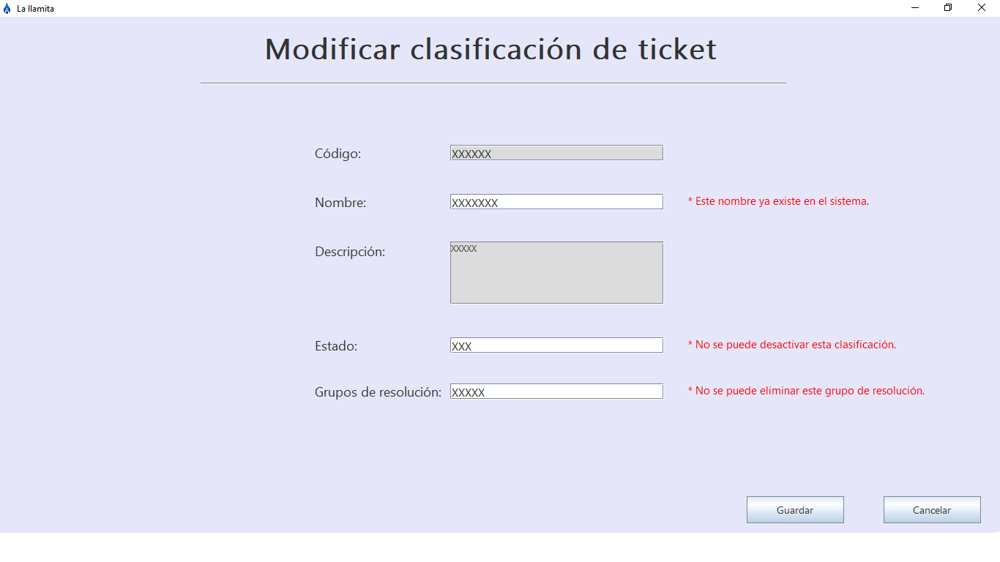 La llamita
Modificar clasificación de ticket
Código: XXXXXX
Nombre: XXXXXXX * Este nombre ya existe en el sistema.
Descripción: XXXXX
Estado: XXX * No se puede desactivar esta clasificación.
Grupos de resolución: XXXXX * No se puede eliminar este grupo de resolución.
Guardar Cancelar